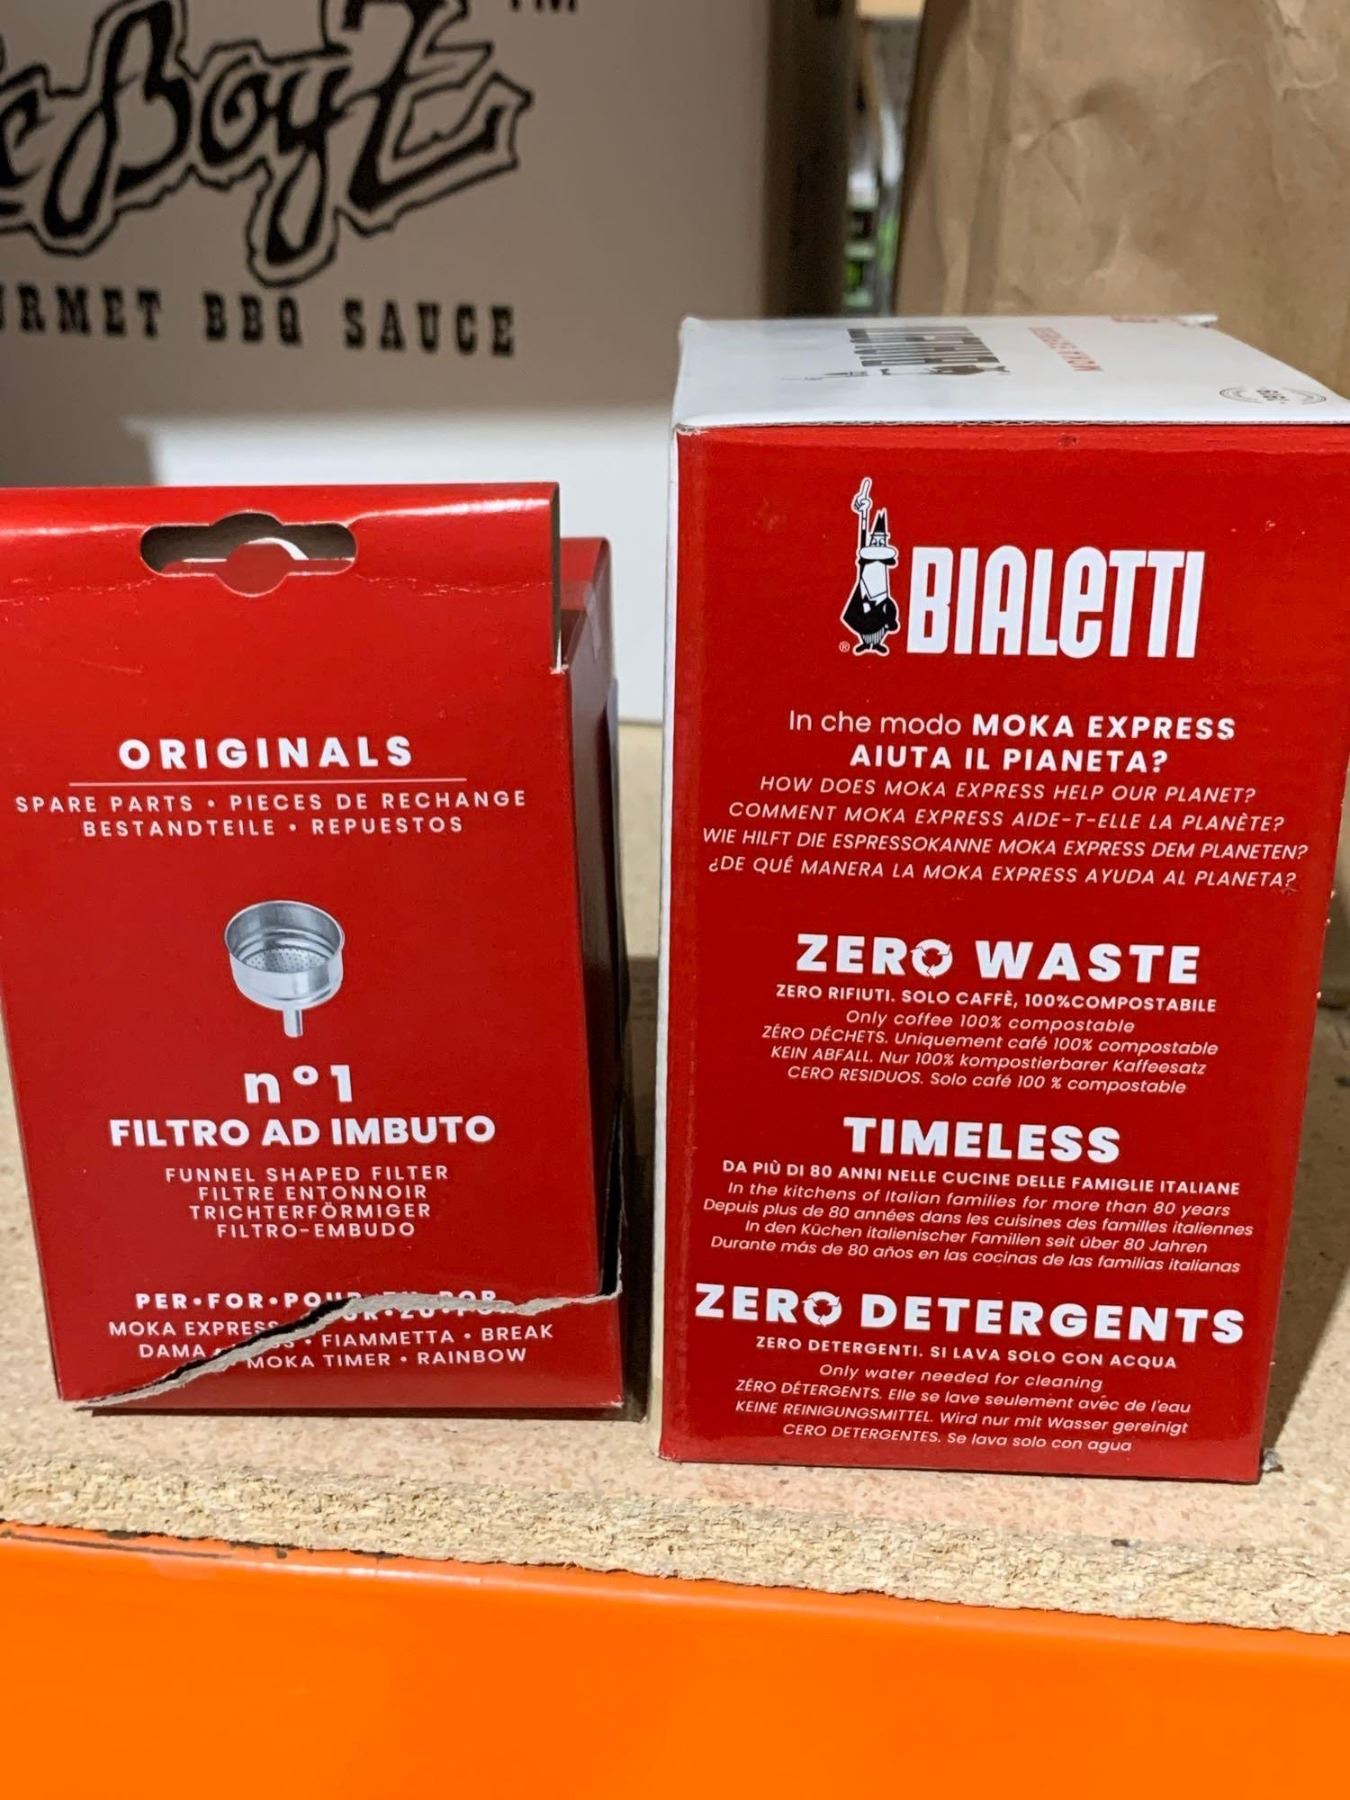 BoyZ
TM
BBQ SAUCE
ORIGINALS
SPARE PARTS • PIECES DE RECHANGE
BESTANDTEILE • REPUESTOS
n°1
FILTRO AD IMBUTO
FUNNEL SHAPED FILTER
FILTRE ENTONNOIR
TRICHTERFÖRMIGER
FILTRO-EMBUDO
PER•FOR•POUR
MOKA EXPRESS • FIAMMETTA • BREAK
DAMA MOKA TIMER • RAINBOW
BIALETTI
®
In che modo MOKA EXPRESS
AIUTA IL PIANETA?
HOW DOES MOKA EXPRESS HELP OUR PLANET?
COMMENT MOKA EXPRESS AIDE-T-ELLE LA PLANÈTE?
WIE HILFT DIE ESPRESSOKANNE MOKA EXPRESS DEM PLANETEN?
¿DE QUÉ MANERA LA MOKA EXPRESS AYUDA AL PLANETA?
ZERO WASTE
ZERO RIFIUTI. SOLO CAFFÈ, 100%COMPOSTABILE
Only coffee 100% compostable
ZÉRO DÉCHETS. Uniquement café 100% compostable
KEIN ABFALL. Nur 100% kompostierbarer Kaffeesatz
CERO RESIDUOS. Solo café 100 % compostable
TIMELESS
DA PIÙ DI 80 ANNI NELLE CUCINE DELLE FAMIGLIE ITALIANE
In the kitchens of Italian families for more than 80 years
Depuis plus de 80 années dans les cuisines des familles italiennes
In den Küchen italienischer Familien seit über 80 Jahren
Durante más de 80 años en las cocinas de las familias italianas
ZERO DETERGENTS
ZERO DETERGENTI. SI LAVA SOLO CON ACQUA
Only water needed for cleaning
ZÉRO DÉTERGENTS. Elle se lave seulement avec de l'eau
KEINE REINIGUNGSMITTEL. Wird nur mit Wasser gereinigt
CERO DETERGENTES. Se lava solo con agua